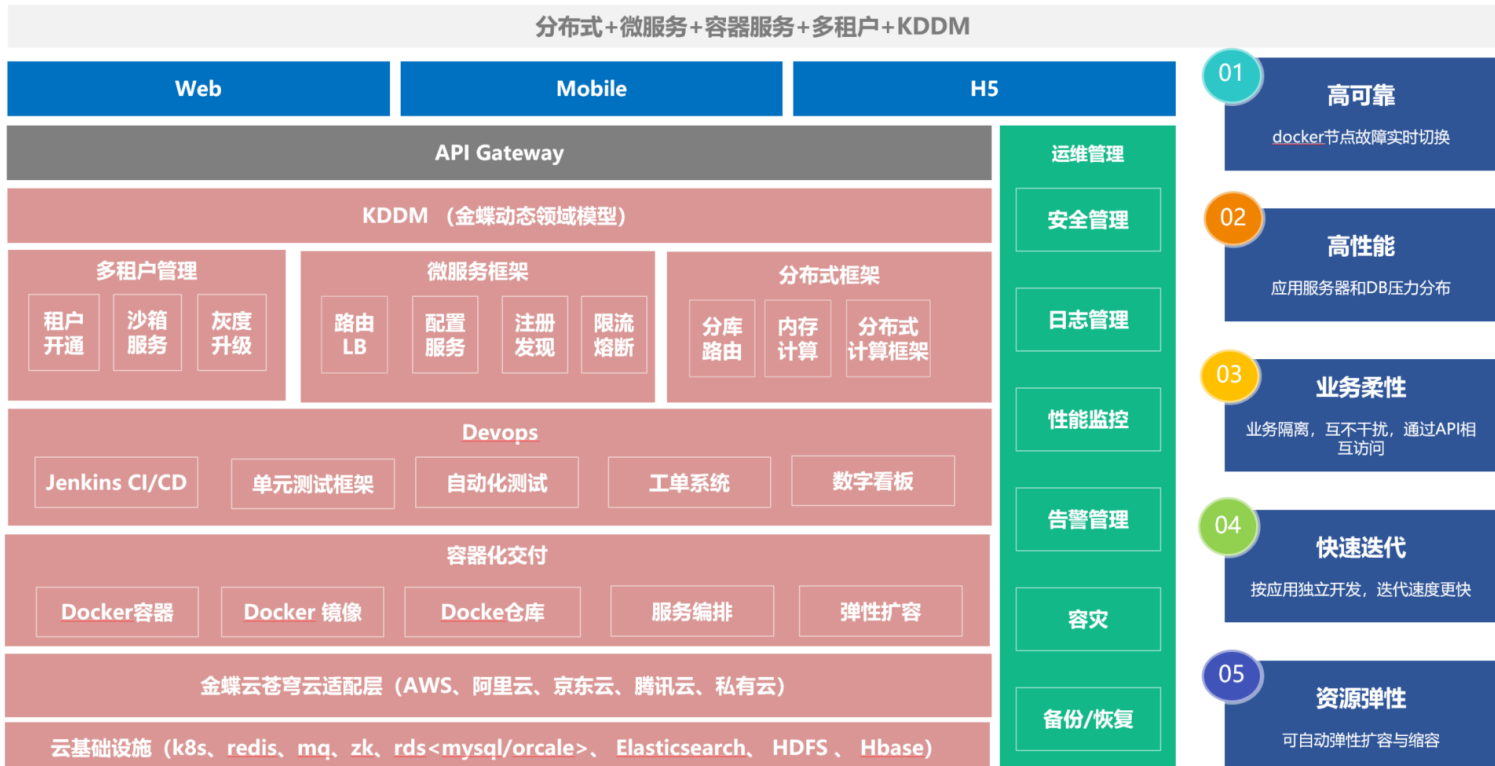 分布式+微服务+容器服务+多租户+KDDM
Web
Mobile
H5
API Gateway
KDDM （金蝶动态领域模型）
多租户管理
租户
开通
沙箱
服务
灰度
升级
微服务框架
路由
LB
配置
服务
注册
发现
限流
熔断
分布式框架
分库
路由
内存
计算
分布式
计算框架
Devops
Jenkins CI/CD
单元测试框架
自动化测试
工单系统
数字看板
容器化交付
Docker容器
Docker 镜像
Docke仓库
服务编排
弹性扩容
金蝶云苍穹云适配层（AWS、阿里云、京东云、腾讯云、私有云）
云基础设施（k8s、redis、mq、zk、rds<mysql/orcale>、 Elasticsearch、 HDFS 、 Hbase）
运维管理
安全管理
日志管理
性能监控
告警管理
容灾
备份/恢复
01
高可靠
docker节点故障实时切换
02
高性能
应用服务器和DB压力分布
03
业务柔性
业务隔离，互不干扰，通过API相
互访问
04
快速迭代
按应用独立开发，迭代速度更快
05
资源弹性
可自动弹性扩容与缩容